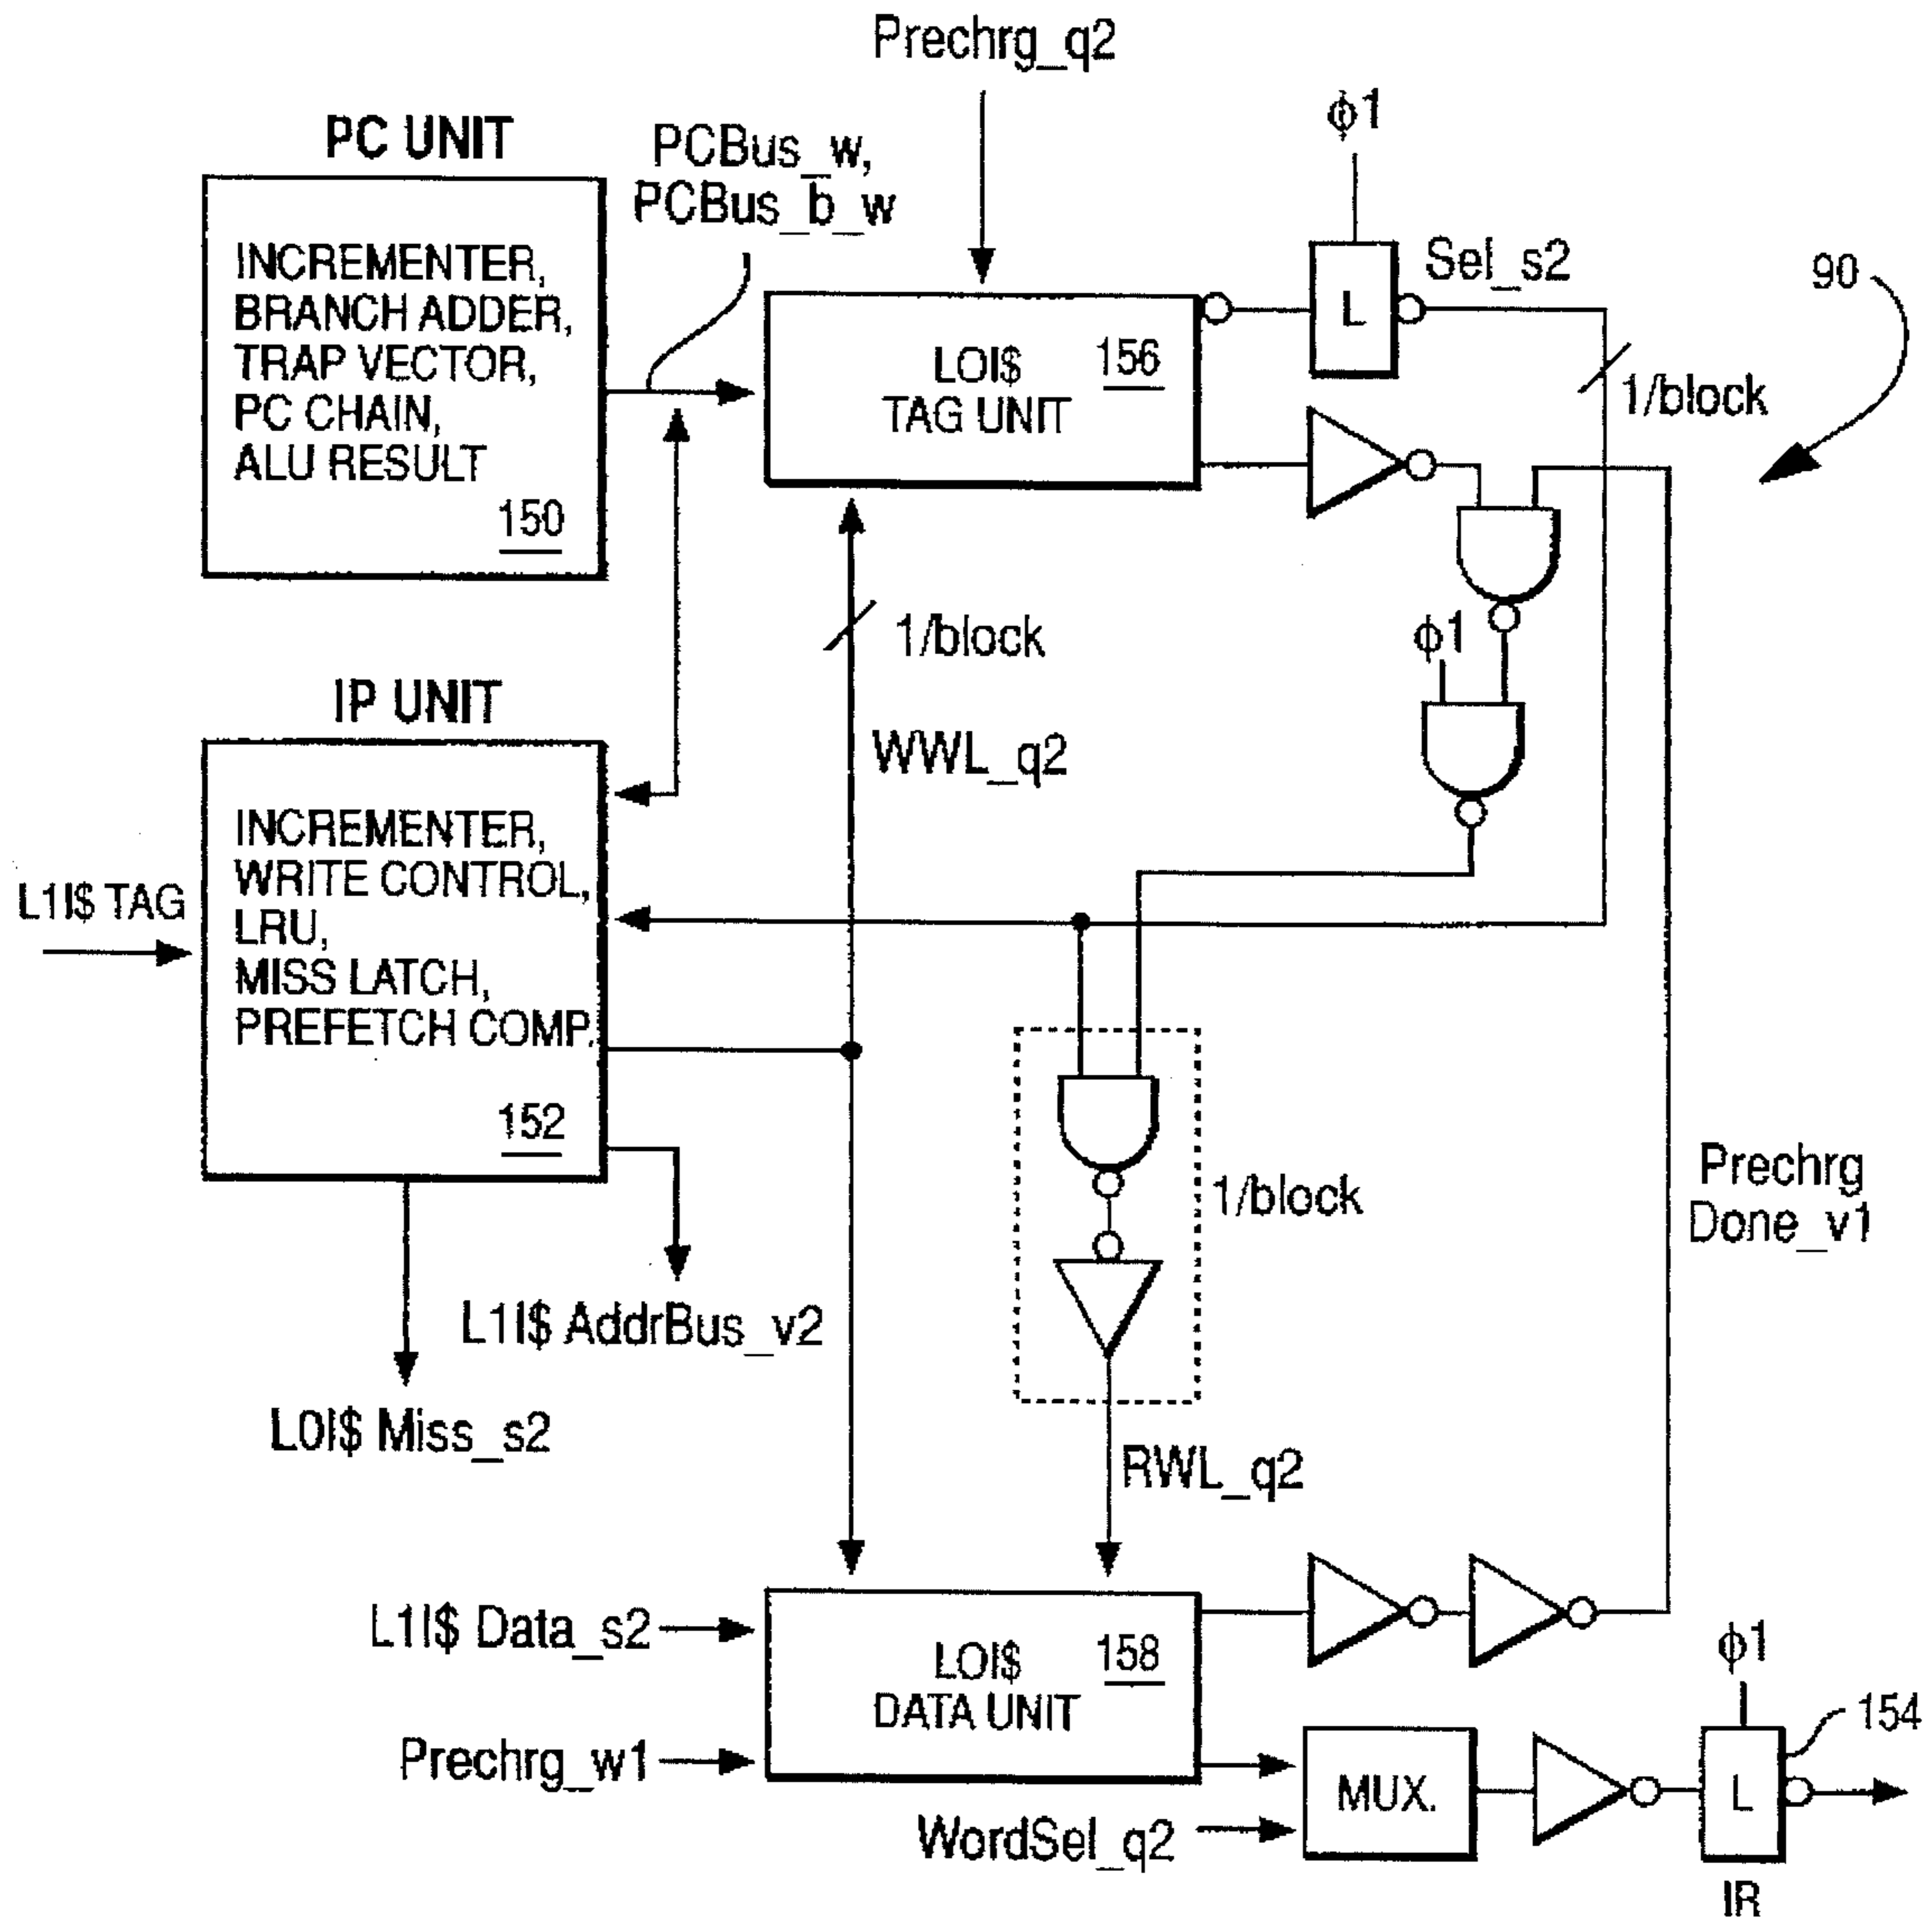 Prechrg_q2
ϕ1
PC UNIT
PCBus_w,
PCBus_b_w
INCREMENTER,
BRANCH ADDER,
TRAP VECTOR,
PC CHAIN,
ALU RESULT
150
LOI$
TAG UNIT
156
L
Sel_s2
90
1/block
1/block
ϕ1
IP UNIT
WWL_q2
INCREMENTER,
WRITE CONTROL,
LRU,
MISS LATCH,
PREFETCH COMP.
152
L1I$ TAG
1/block
Prechrg
Done_v1
L1I$ AddrBus_v2
L0I$ Miss_s2
RWL_q2
L1I$ Data_s2
LOI$
DATA UNIT
158
Prechrg_w1
ϕ1
154
MUX.
L
WordSel_q2
IR